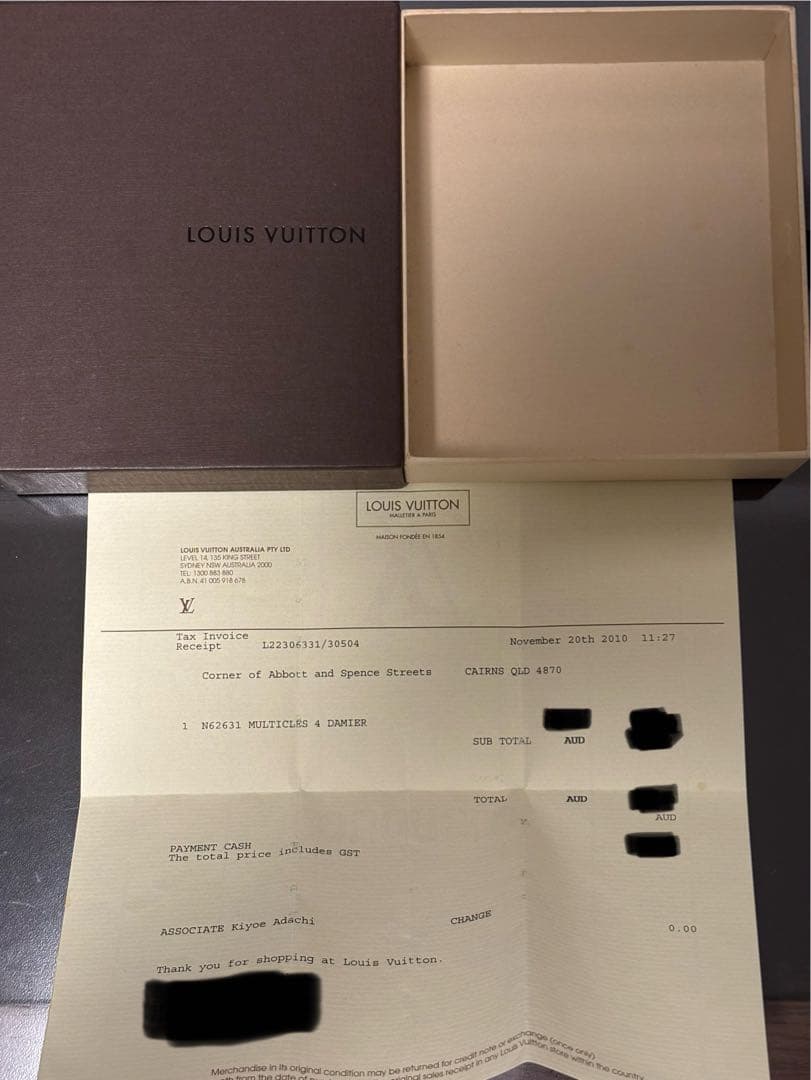 LOUIS VUITTON
LOUIS VUITTON
MALLETIER A PARIS
MAISON FONDÉE EN 1854
LOUIS VUITTON AUSTRALIA PTY LTD
LEVEL 14, 135 KING STREET
SYDNEY NSW AUSTRALIA 2000
TEL: 1300 883 880
A.B.N. 41 005 918 678
LV
Tax Invoice
Receipt L22306331/30504 November 20th 2010 11:27
Corner of Abbott and Spence Streets CAIRNS QLD 4870
1 N62631 MULTICLES 4 DAMIER
SUB TOTAL AUD
TOTAL AUD
AUD
PAYMENT CASH
The total price includes GST
ASSOCIATE Kiyoe Adachi CHANGE 0.00
Thank you for shopping at Louis Vuitton.
Merchandise in its original condition may be returned for credit note or exchange (once only)
from the date of original sales receipt in any Louis Vuitton store within the country